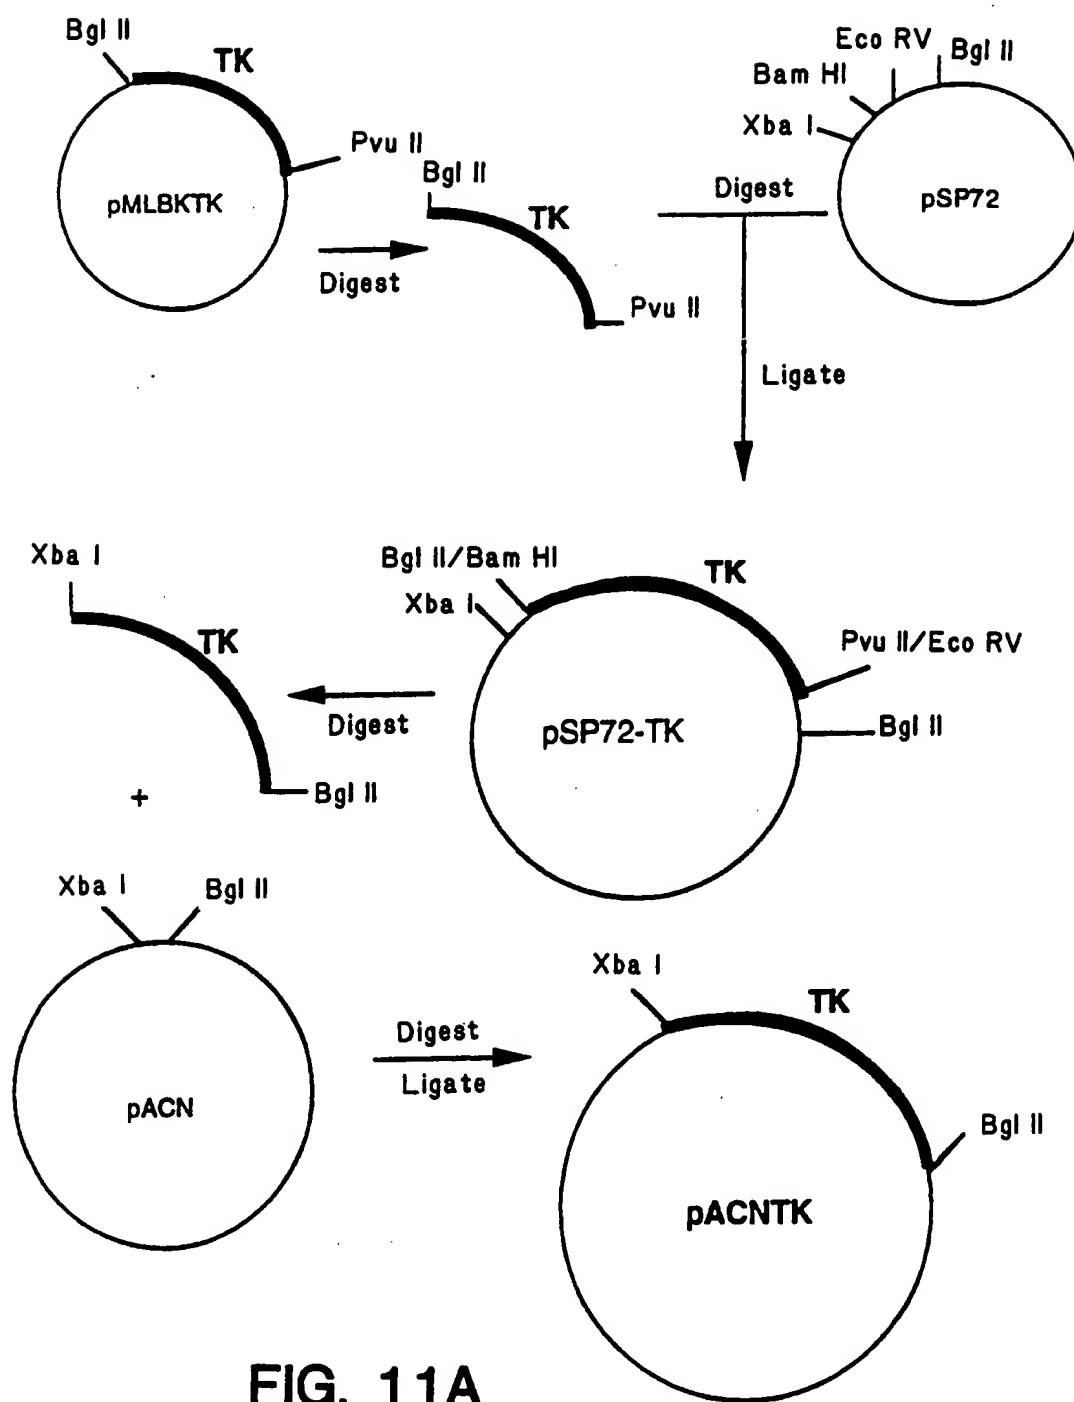 Bgl II
TK
Pvu II
pMLBKTK
Digest
Bgl II
TK
Pvu II
Digest
Ligate
Eco RV
Bgl II
Bam HI
Xba I
pSP72
Xba I
TK
Bgl II
Digest
Bgl II/Bam HI
Xba I
TK
Pvu II/Eco RV
Bgl II
pSP72-TK
+
Xba I
Bgl II
pACN
Digest
Ligate
Xba I
TK
Bgl II
pACNTK
FIG. 11A